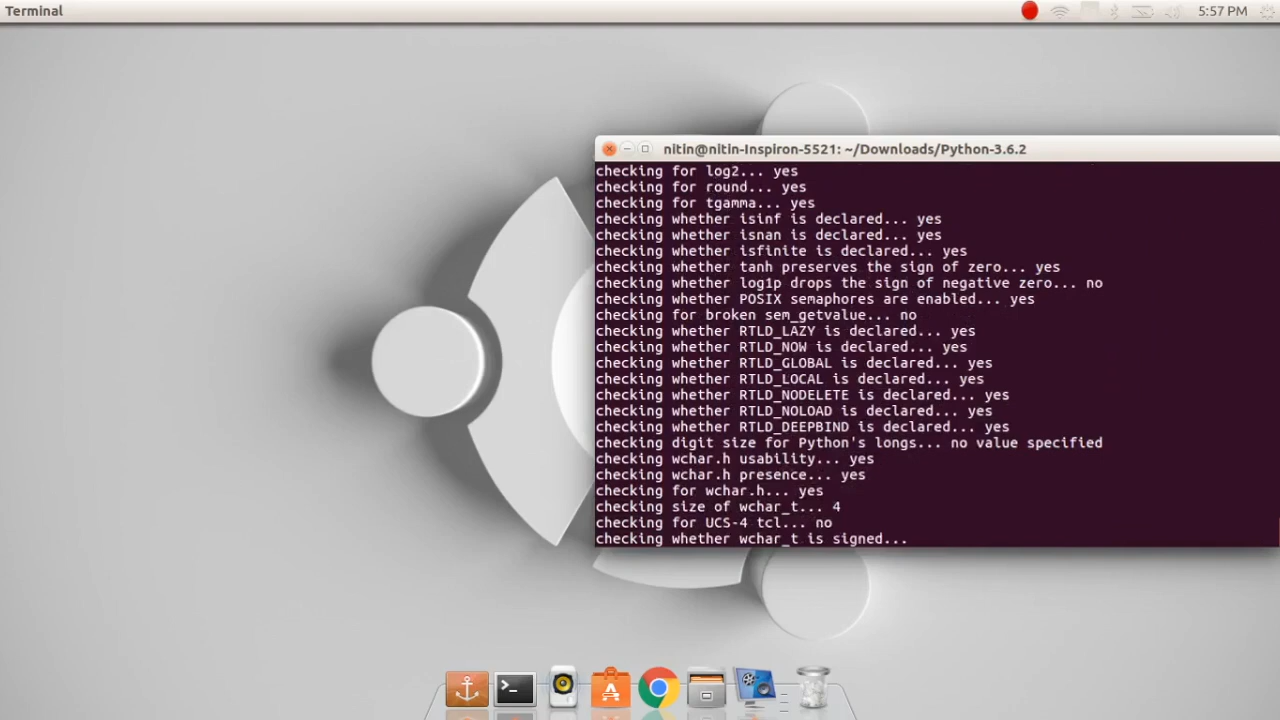 Terminal
5:57 PM
nitin@nitin-Inspiron-5521: ~/Downloads/Python-3.6.2
checking for log2... yes
checking for round... yes
checking for tgamma... yes
checking whether isinf is declared... yes
checking whether isnan is declared... yes
checking whether isfinite is declared... yes
checking whether tanh preserves the sign of zero... yes
checking whether log1p drops the sign of negative zero... no
checking whether POSIX semaphores are enabled... yes
checking for broken sem_getvalue... no
checking whether RTLD_LAZY is declared... yes
checking whether RTLD_NOW is declared... yes
checking whether RTLD_GLOBAL is declared... yes
checking whether RTLD_LOCAL is declared... yes
checking whether RTLD_NODELETE is declared... yes
checking whether RTLD_NOLOAD is declared... yes
checking whether RTLD_DEEPBIND is declared... yes
checking digit size for Python's longs... no value specified
checking wchar.h usability... yes
checking wchar.h presence... yes
checking for wchar.h... yes
checking size of wchar_t... 4
checking for UCS-4 tcl... no
checking whether wchar_t is signed...